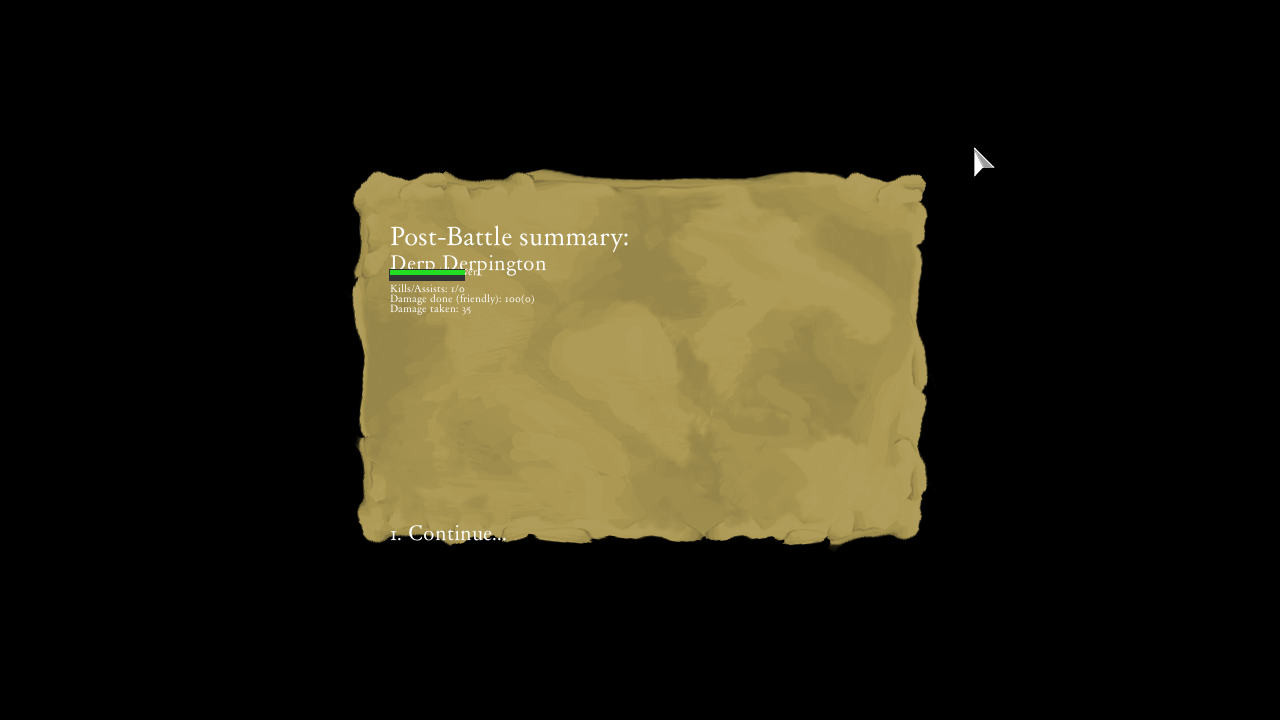 Post-Battle summary:
Derp Derpington
Kills/Assists: 1/0
Damage done (friendly): 100(0)
Damage taken: 35
1. Continue...